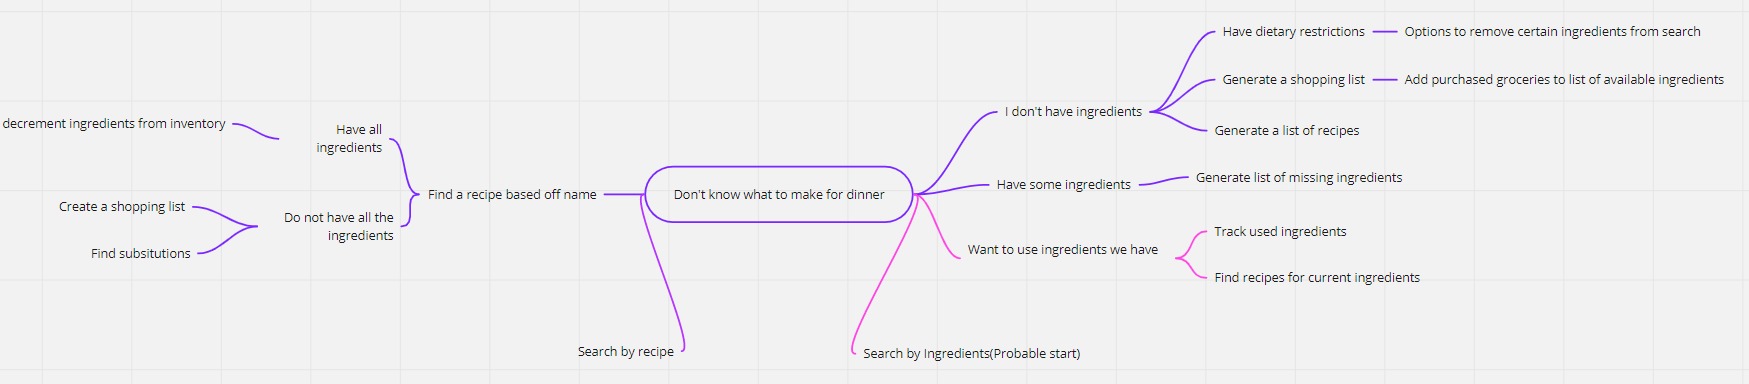 Have dietary restrictions
Options to remove certain ingredients from search
Generate a shopping list
Add purchased groceries to list of available ingredients
I don't have ingredients
Generate a list of recipes
decrement ingredients from inventory
Have all
ingredients
Have some ingredients
Generate list of missing ingredients
Find a recipe based off name
Don't know what to make for dinner
Create a shopping list
Do not have all the
ingredients
Find subsitutions
Want to use ingredients we have
Track used ingredients
Find recipes for current ingredients
Search by recipe
Search by Ingredients(Probable start)